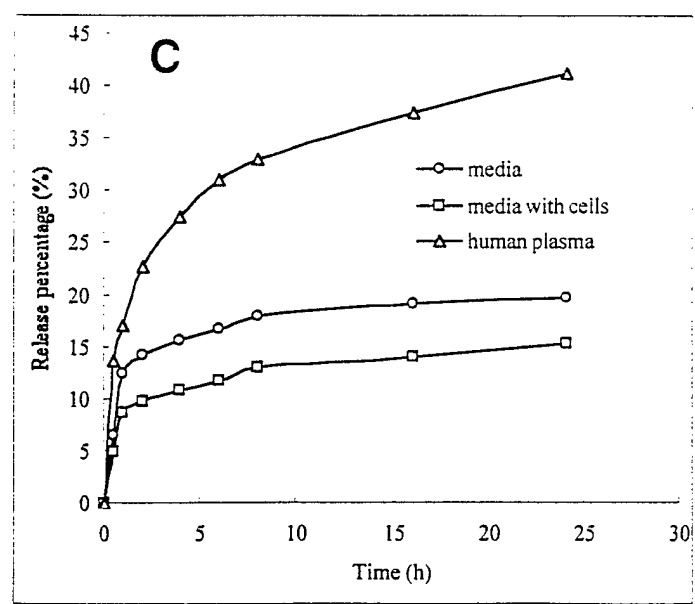 C
45
40
35
30
25
20
15
10
5
0
Release percentage (%)
media
media with cells
human plasma
0 5 10 15 20 25 30
Time (h)